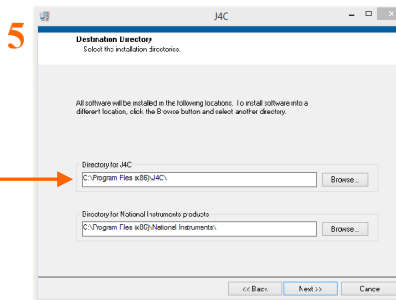 5
J4C
Destination Directory
Select the installation directories.
All software will be installed in the following locations. To install software into a
different location, click the Browse button and select another directory.
Directory for J4C
C:\Program Files (x86)\J4C\
Browse...
Directory for National Instruments products
C:\Program Files (x86)\National Instruments\
Browse...
<< Back
Next >>
Cancel